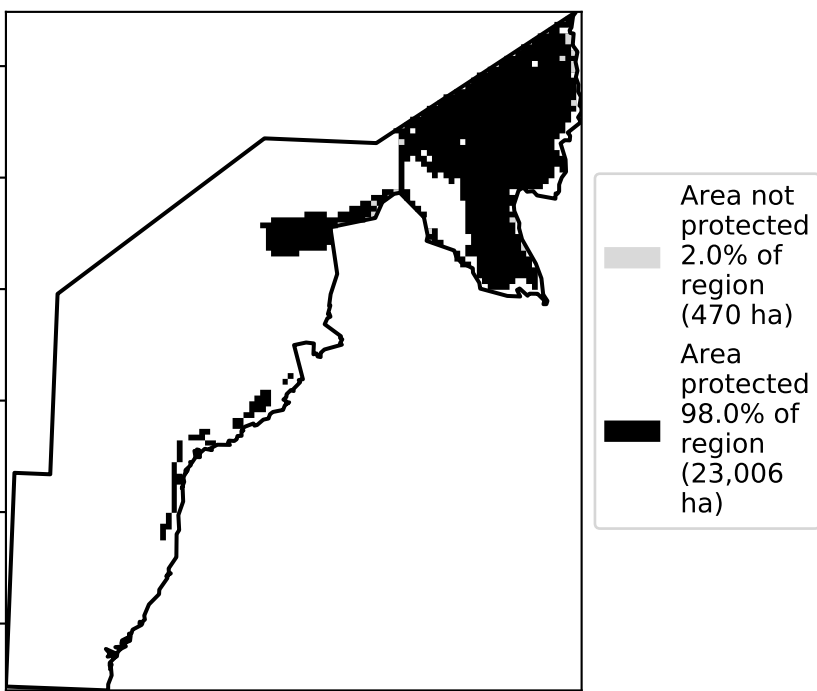 Area not
protected
2.0% of
region
(470 ha)
Area
protected
98.0% of
region
(23,006
ha)